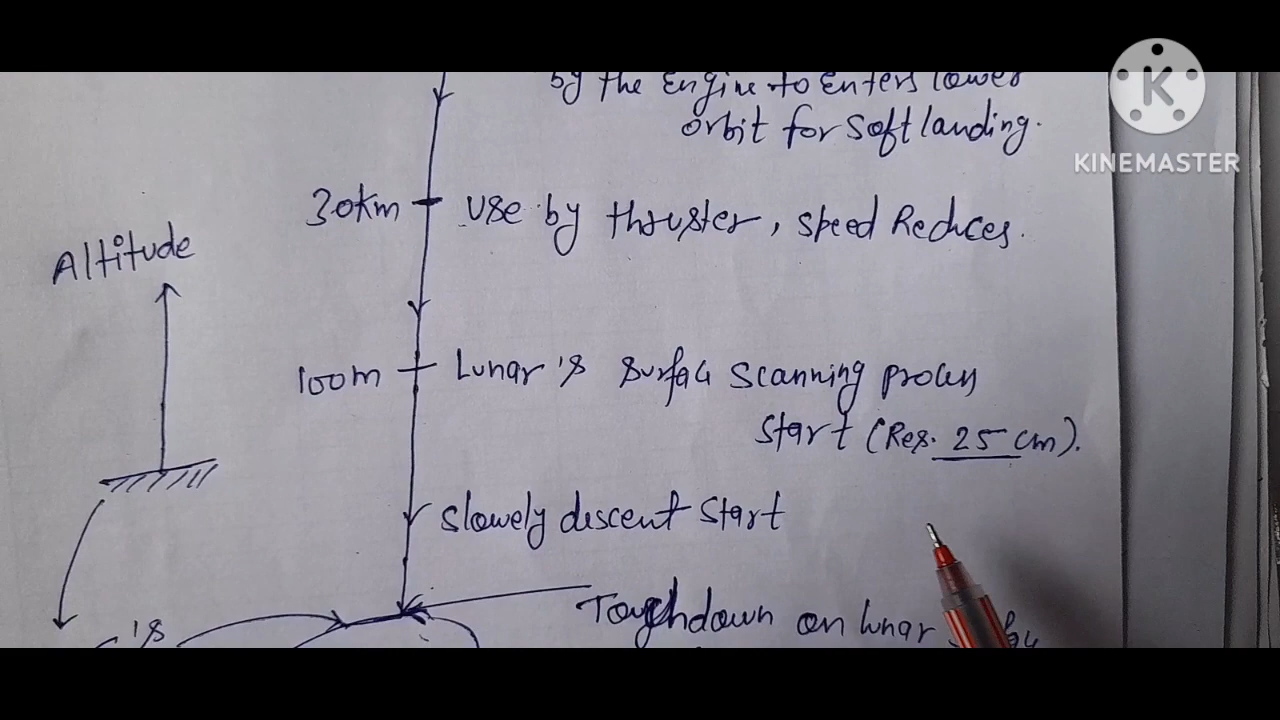 by the Engine to Enters lower
orbit for Soft landing.
KINEMASTER
30km use by thruster, speed Reduces.
Altitude
100m Lunar's surface scanning process
start (Res. 25 cm).
slowely descent start
Touchdown on lunar
's